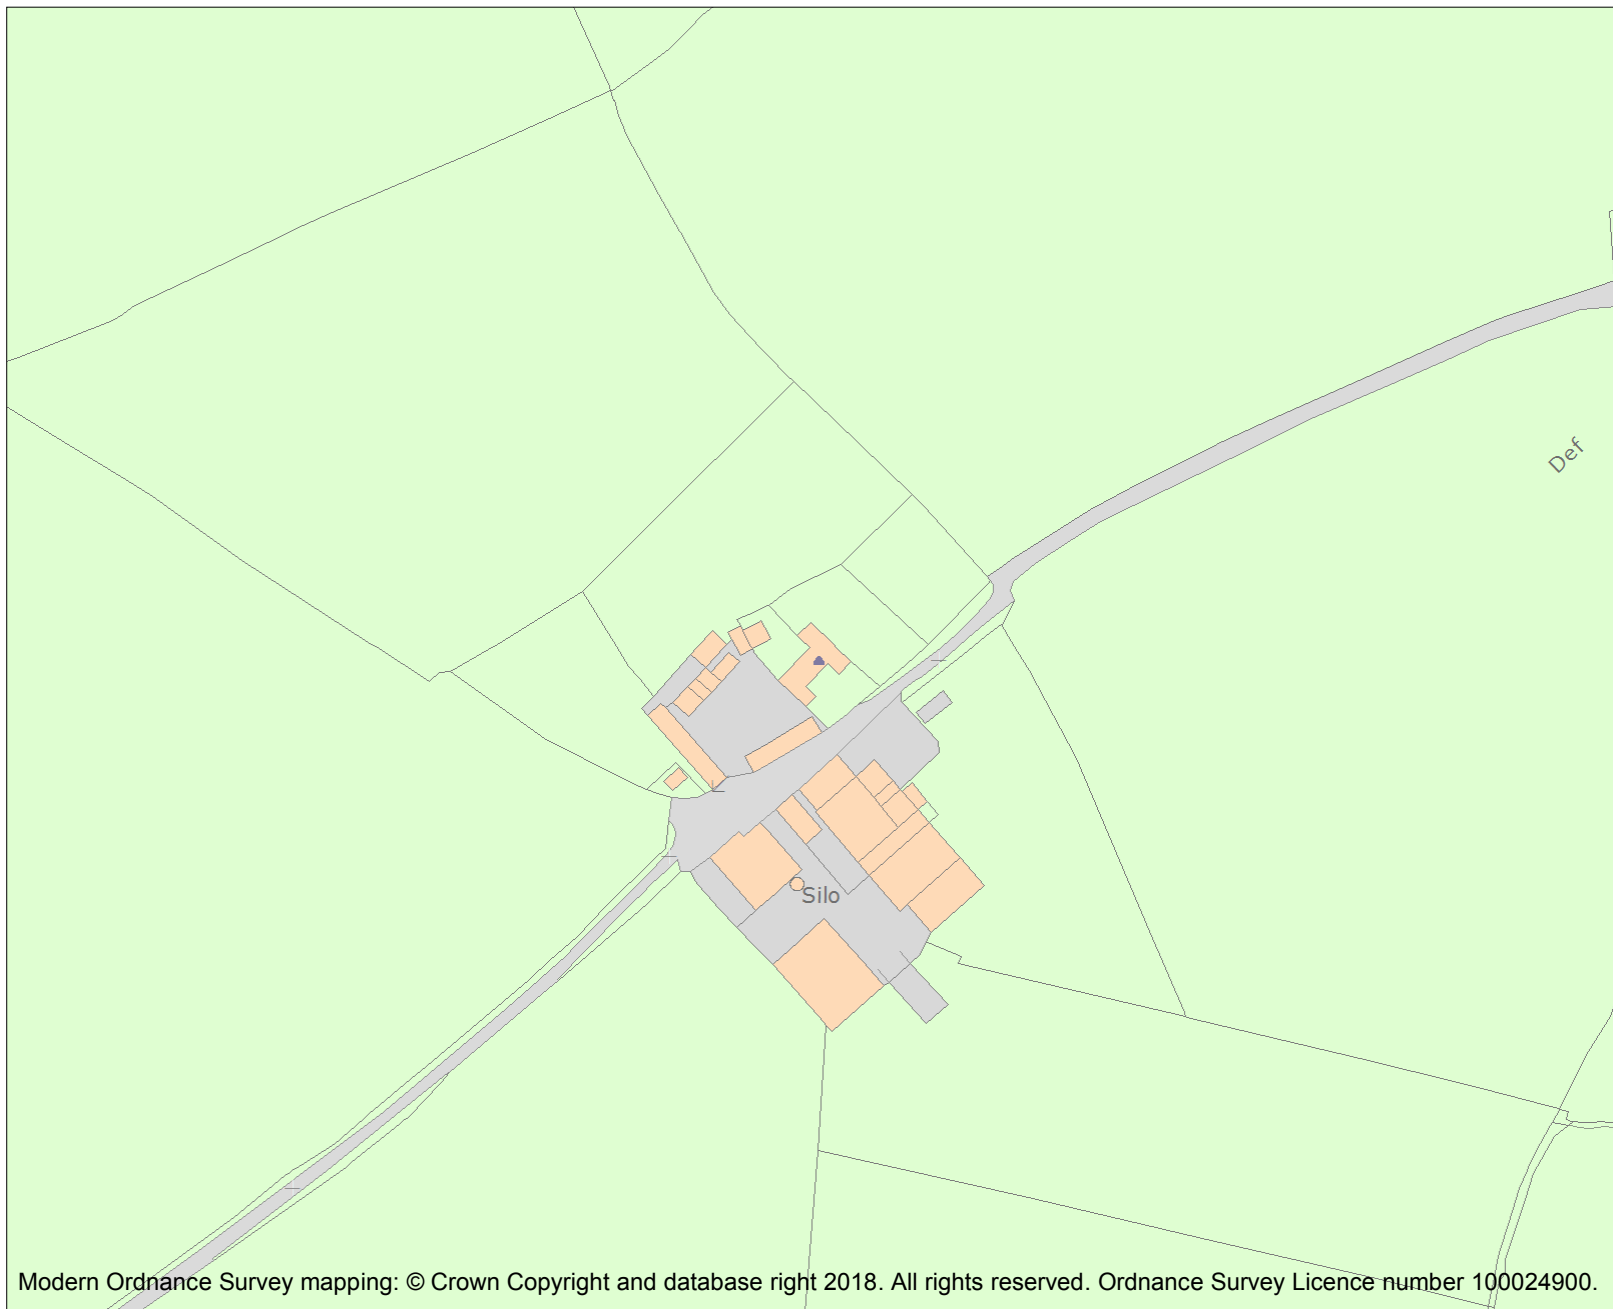 Def
Silo
Modern Ordnance Survey mapping: © Crown Copyright and database right 2018. All rights reserved. Ordnance Survey Licence number 100024900.